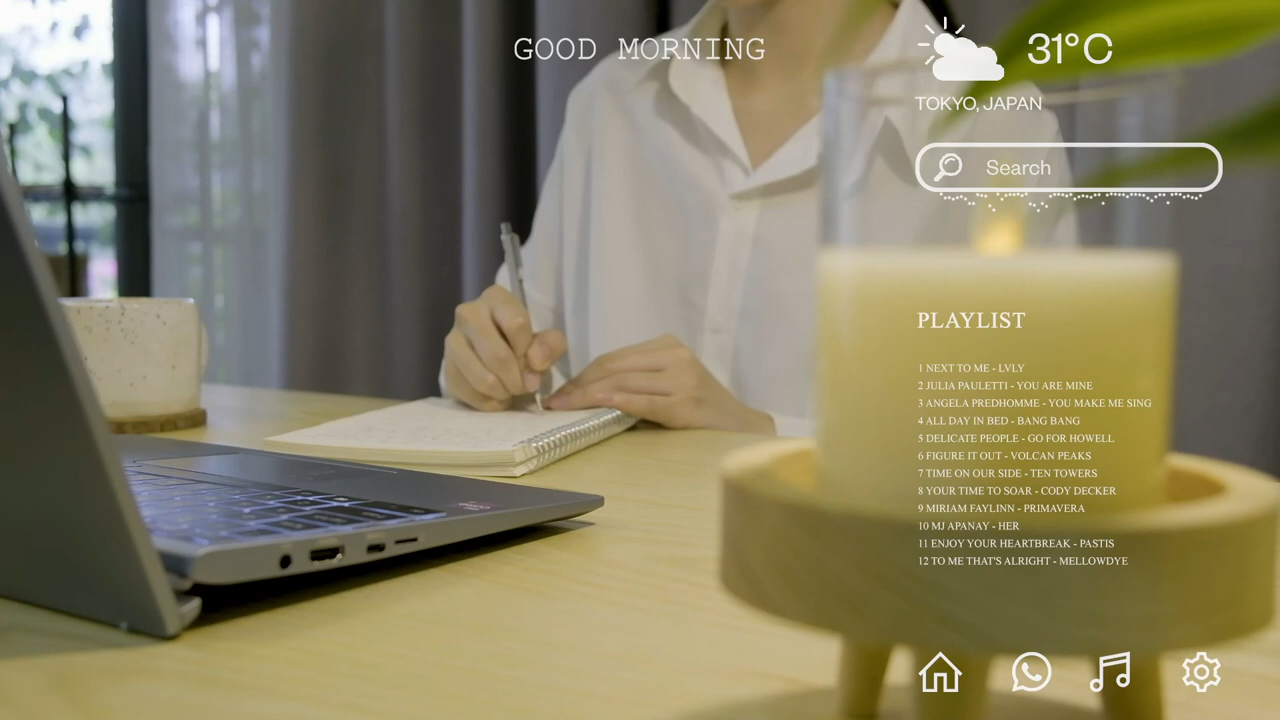 GOOD MORNING
31°C
TOKYO, JAPAN
Search
PLAYLIST
1 NEXT TO ME - LVLY
2 JULIA PAULETTI - YOU ARE MINE
3 ANGELA PREDHOMME - YOU MAKE ME SING
4 ALL DAY IN BED - BANG BANG
5 DELICATE PEOPLE - GO FOR HOWELL
6 FIGURE IT OUT - VOLCAN PEAKS
7 TIME ON OUR SIDE - TEN TOWERS
8 YOUR TIME TO SOAR - CODY DECKER
9 MIRIAM FAYLINN - PRIMAVERA
10 MJ APANAY - HER
11 ENJOY YOUR HEARTBREAK - PASTIS
12 TO ME THAT'S ALRIGHT - MELLOWDYE